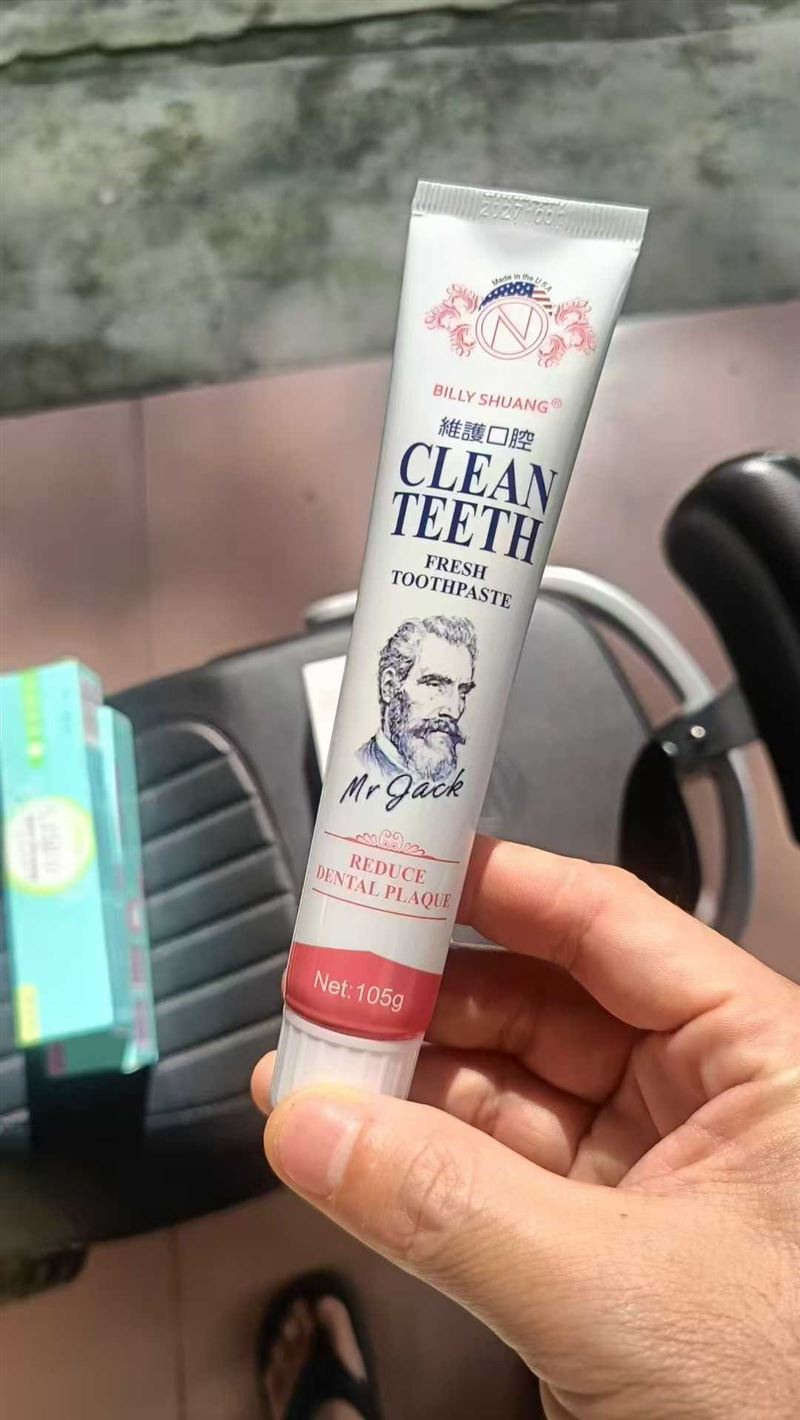 Made in the U.S.A
N
BILLY SHUANG®
維護口腔
CLEAN
TEETH
FRESH
TOOTHPASTE
Mr Jack
REDUCE
DENTAL PLAQUE
Net:105g